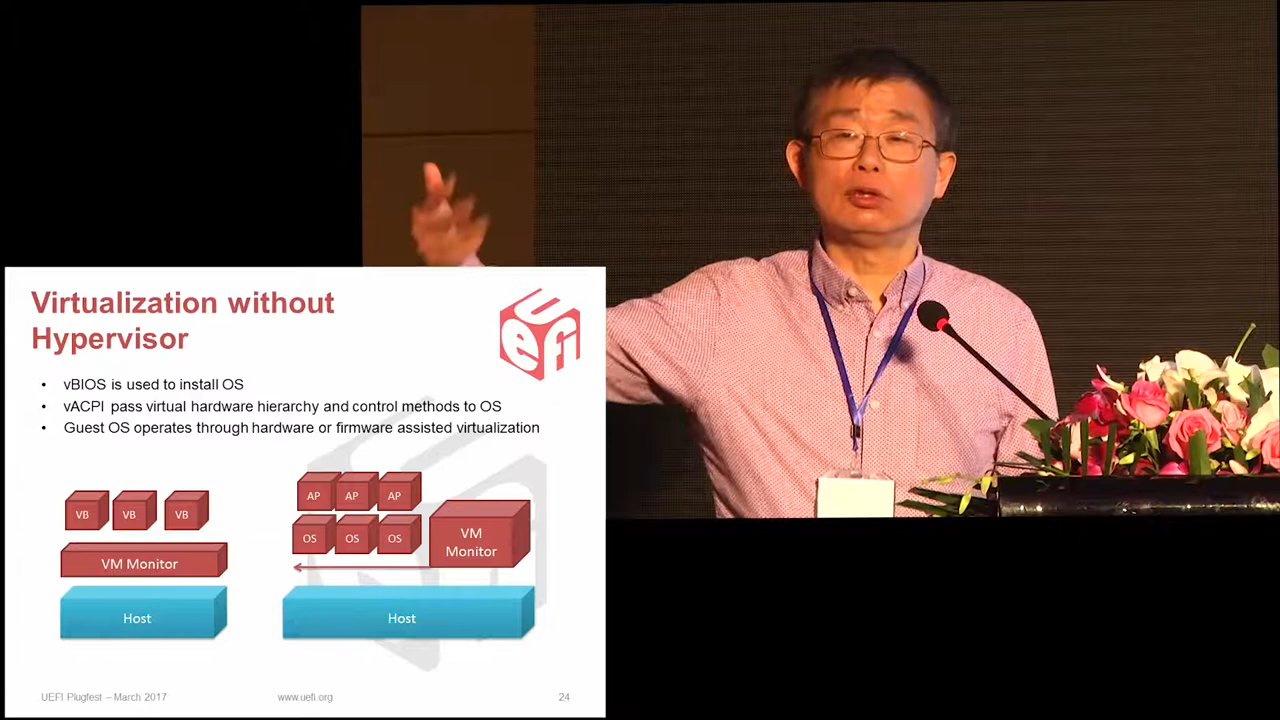 Virtualization without
Hypervisor
uefi
• vBIOS is used to install OS
• vACPI pass virtual hardware hierarchy and control methods to OS
• Guest OS operates through hardware or firmware assisted virtualization
AP AP AP
VB VB VB
OS OS OS
VM
Monitor
VM Monitor
Host
Host
UEFI Plugfest – March 2017
www.uefi.org
24